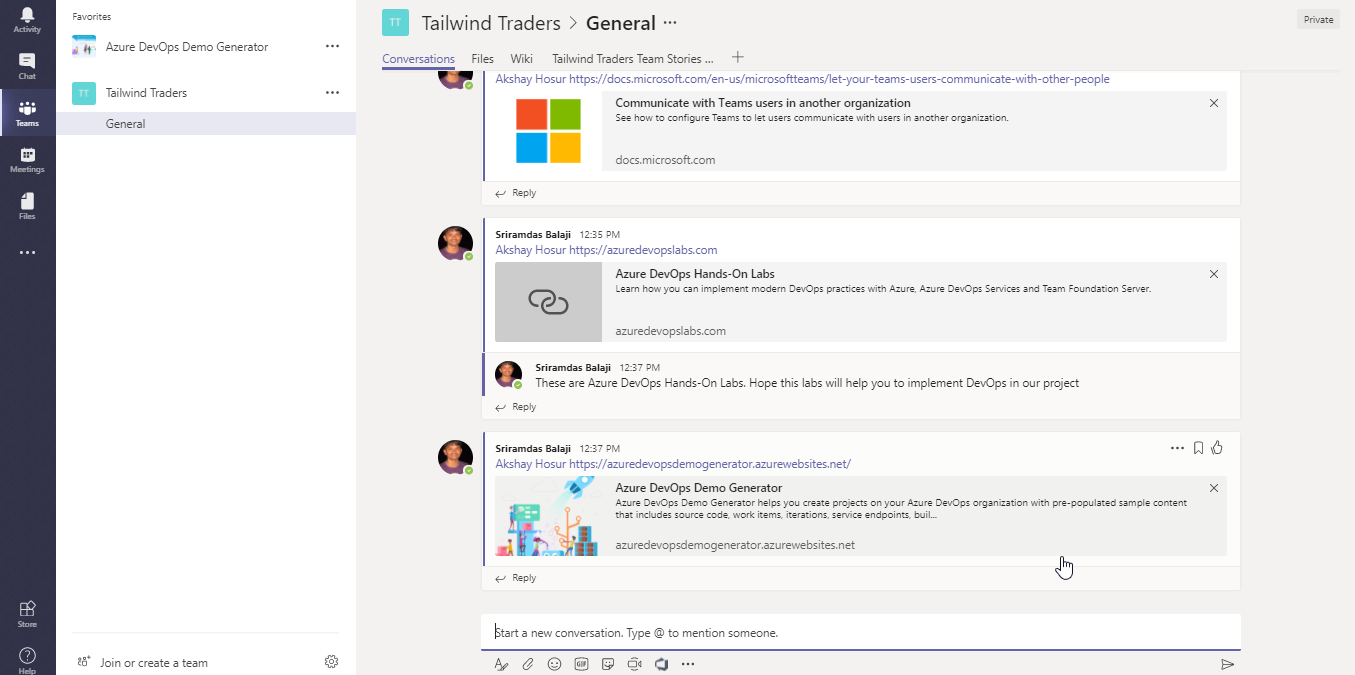 Activity
Chat
Teams
Meetings
Files
Store
Help
Favorites
Azure DevOps Demo Generator
TT
Tailwind Traders
General
Join or create a team
TT
Tailwind Traders > General
Private
Conversations
Files
Wiki
Tailwind Traders Team Stories ...
Akshay Hosur https://docs.microsoft.com/en-us/microsoftteams/let-your-teams-users-communicate-with-other-people
Communicate with Teams users in another organization
See how to configure Teams to let users communicate with users in another organization.
docs.microsoft.com
Reply
Sriramdas Balaji 12:35 PM
Akshay Hosur https://azuredevopslabs.com
Azure DevOps Hands-On Labs
Learn how you can implement modern DevOps practices with Azure, Azure DevOps Services and Team Foundation Server.
azuredevopslabs.com
Sriramdas Balaji 12:37 PM
These are Azure DevOps Hands-On Labs. Hope this labs will help you to implement DevOps in our project
Reply
Sriramdas Balaji 12:37 PM
Akshay Hosur https://azuredevopsdemogenerator.azurewebsites.net/
Azure DevOps Demo Generator
Azure DevOps Demo Generator helps you create projects on your Azure DevOps organization with pre-populated sample content
that includes source code, work items, iterations, service endpoints, buil...
azuredevopsdemogenerator.azurewebsites.net
Reply
Start a new conversation. Type @ to mention someone.
GIF